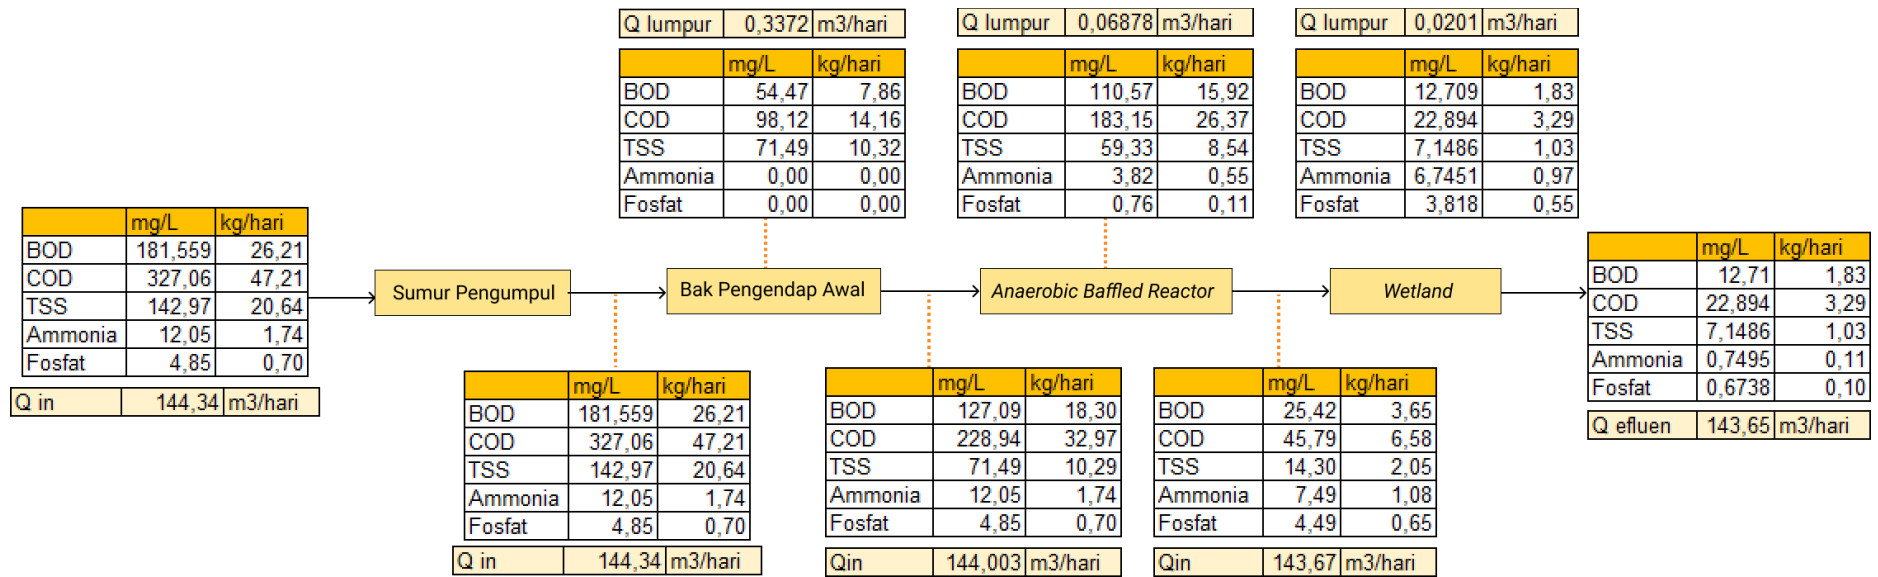 Q lumpur 0,3372 m3/hari
mg/L kg/hari
BOD 54,47 7,86
COD 98,12 14,16
TSS 71,49 10,32
Ammonia 0,00 0,00
Fosfat 0,00 0,00
Q lumpur 0,06878 m3/hari
mg/L kg/hari
BOD 110,57 15,92
COD 183,15 26,37
TSS 59,33 8,54
Ammonia 3,82 0,55
Fosfat 0,76 0,11
Q lumpur 0,0201 m3/hari
mg/L kg/hari
BOD 12,709 1,83
COD 22,894 3,29
TSS 7,1486 1,03
Ammonia 6,7451 0,97
Fosfat 3,818 0,55
mg/L kg/hari
BOD 181,559 26,21
COD 327,06 47,21
TSS 142,97 20,64
Ammonia 12,05 1,74
Fosfat 4,85 0,70
Q in 144,34 m3/hari
Sumur Pengumpul
Bak Pengendap Awal
Anaerobic Baffled Reactor
Wetland
mg/L kg/hari
BOD 12,71 1,83
COD 22,894 3,29
TSS 7,1486 1,03
Ammonia 0,7495 0,11
Fosfat 0,6738 0,10
Q efluen 143,65 m3/hari
mg/L kg/hari
BOD 181,559 26,21
COD 327,06 47,21
TSS 142,97 20,64
Ammonia 12,05 1,74
Fosfat 4,85 0,70
Q in 144,34 m3/hari
mg/L kg/hari
BOD 127,09 18,30
COD 228,94 32,97
TSS 71,49 10,29
Ammonia 12,05 1,74
Fosfat 4,85 0,70
Qin 144,003 m3/hari
mg/L kg/hari
BOD 25,42 3,65
COD 45,79 6,58
TSS 14,30 2,05
Ammonia 7,49 1,08
Fosfat 4,49 0,65
Qin 143,67 m3/hari